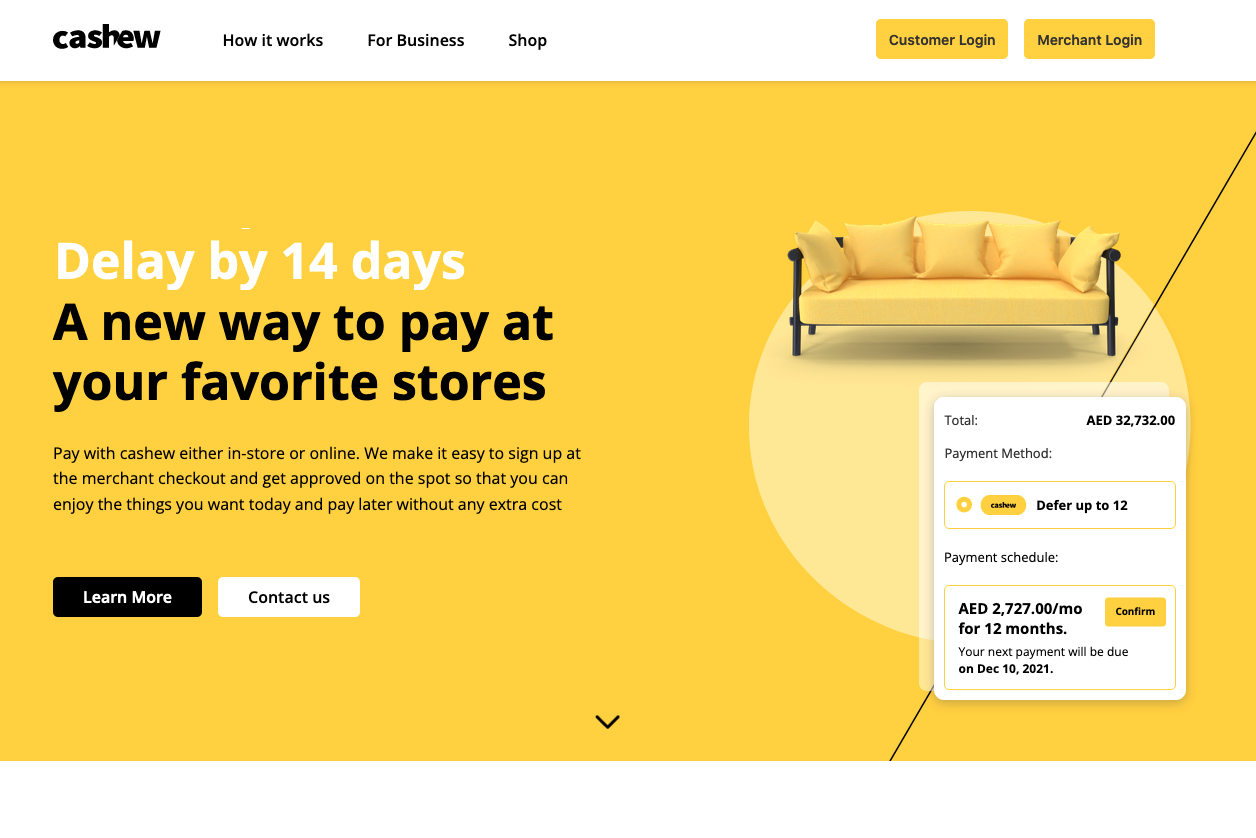 cashew
How it works
For Business
Shop
Customer Login
Merchant Login
Delay by 14 days
A new way to pay at
your favorite stores
Pay with cashew either in-store or online. We make it easy to sign up at
the merchant checkout and get approved on the spot so that you can
enjoy the things you want today and pay later without any extra cost
Learn More
Contact us
Total:
AED 32,732.00
Payment Method:
cashew
Defer up to 12
Payment schedule:
AED 2,727.00/mo
for 12 months.
Confirm
Your next payment will be due
on Dec 10, 2021.